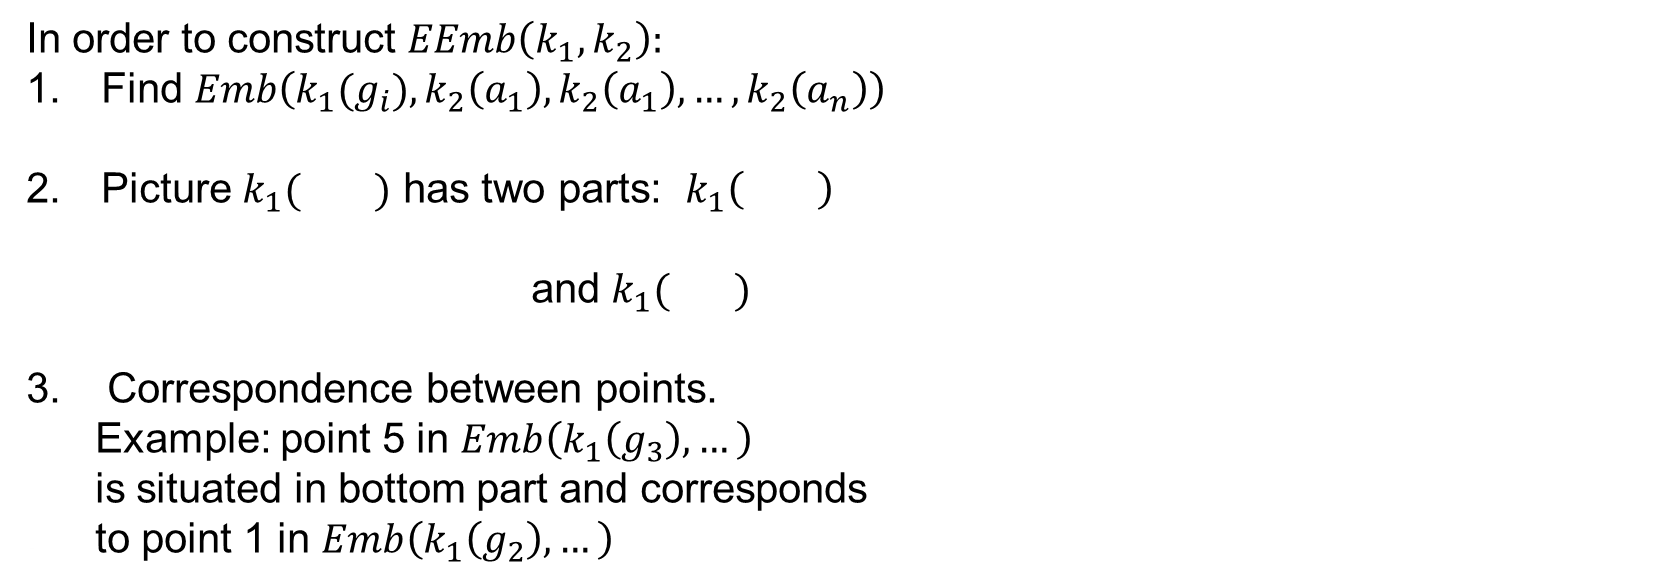 In order to construct EEmb(k₁, k₂):
1. Find Emb(k₁(gᵢ), k₂(a₁), k₂(a₁), … , k₂(aₙ))
2. Picture k₁( ) has two parts: k₁( )
and k₁( )
3. Correspondence between points.
Example: point 5 in Emb(k₁(g₃), … )
is situated in bottom part and corresponds
to point 1 in Emb(k₁(g₂), … )